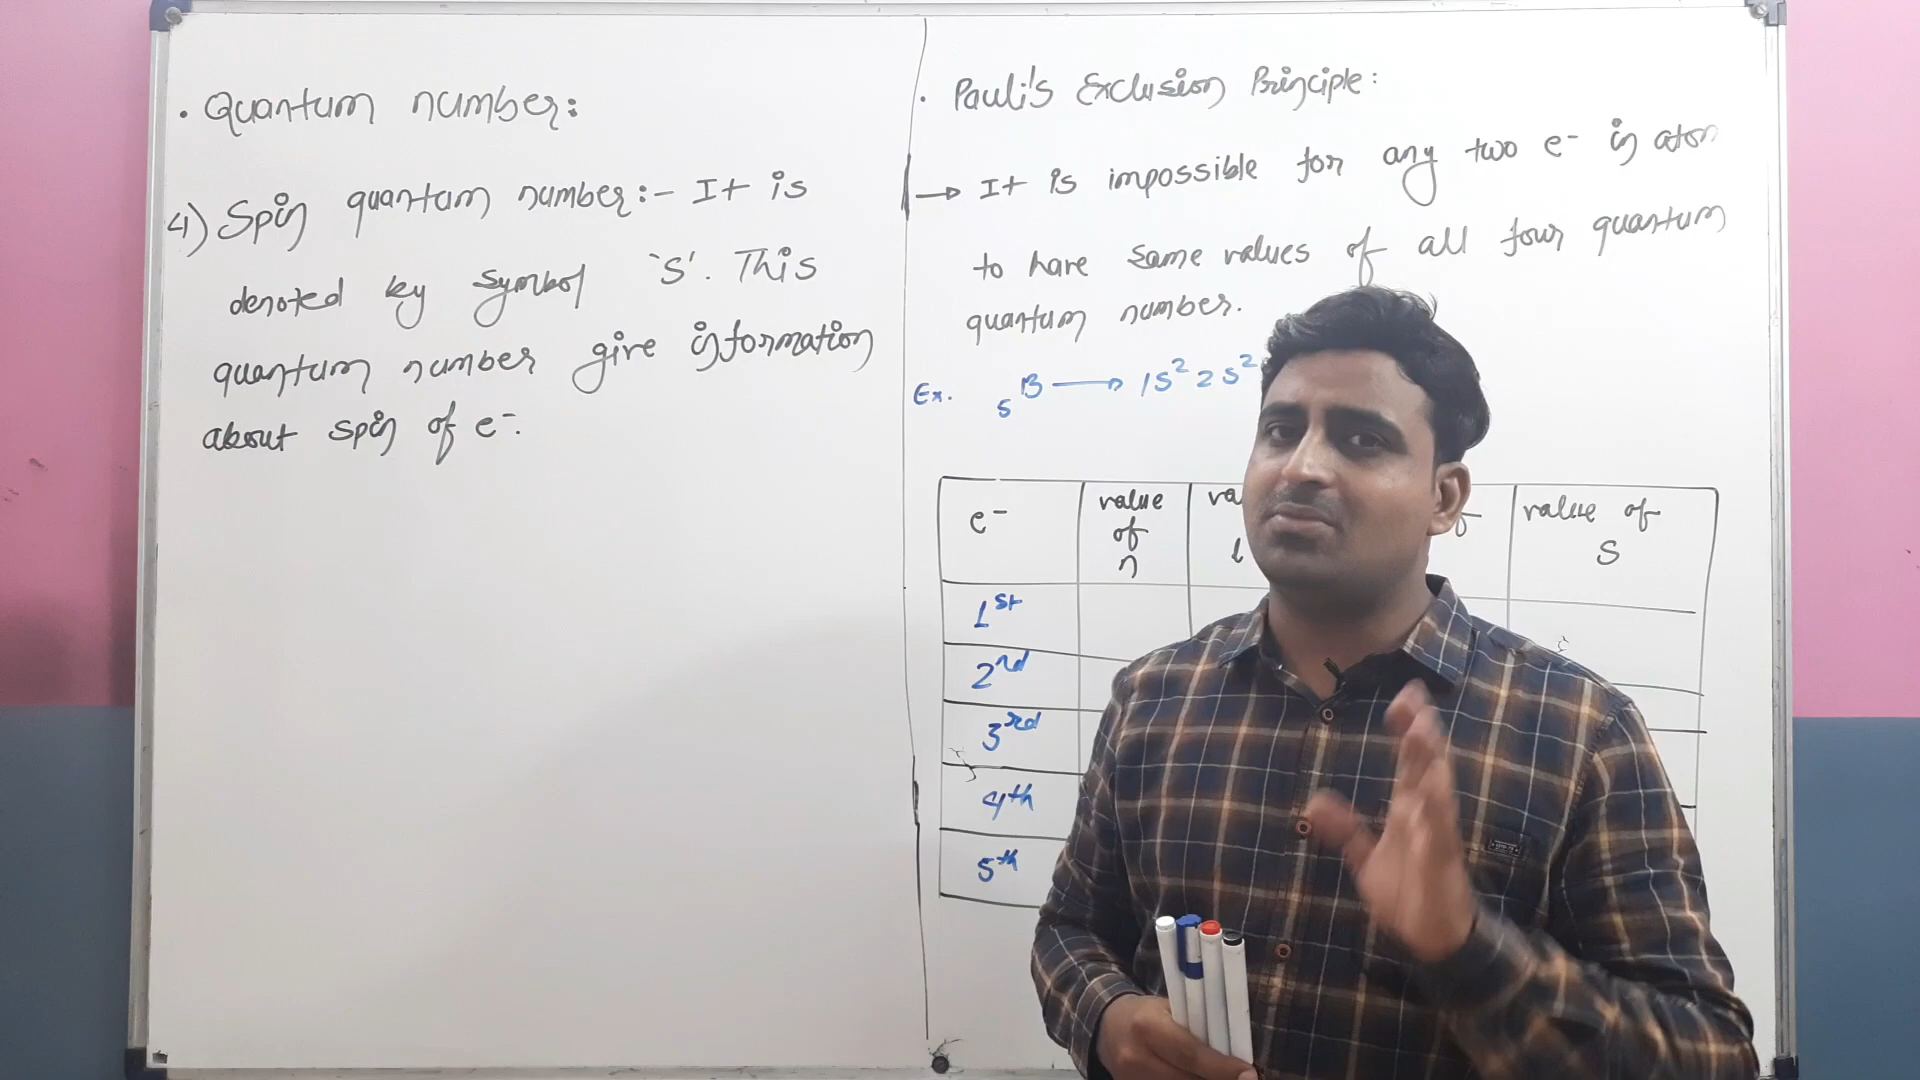 • Quantum number:
4) Spin quantum number:- It is
denoted by symbol 's'. This
quantum number give information
about spin of e-.
• Pauli's Exclusion Principle:
→ It is impossible for any two e- in atom
to have same values of all four quantum
quantum number.
Ex. 5B → 1s² 2s²
e- value of n l value of s
1st
2rd
3rd
4th
5th